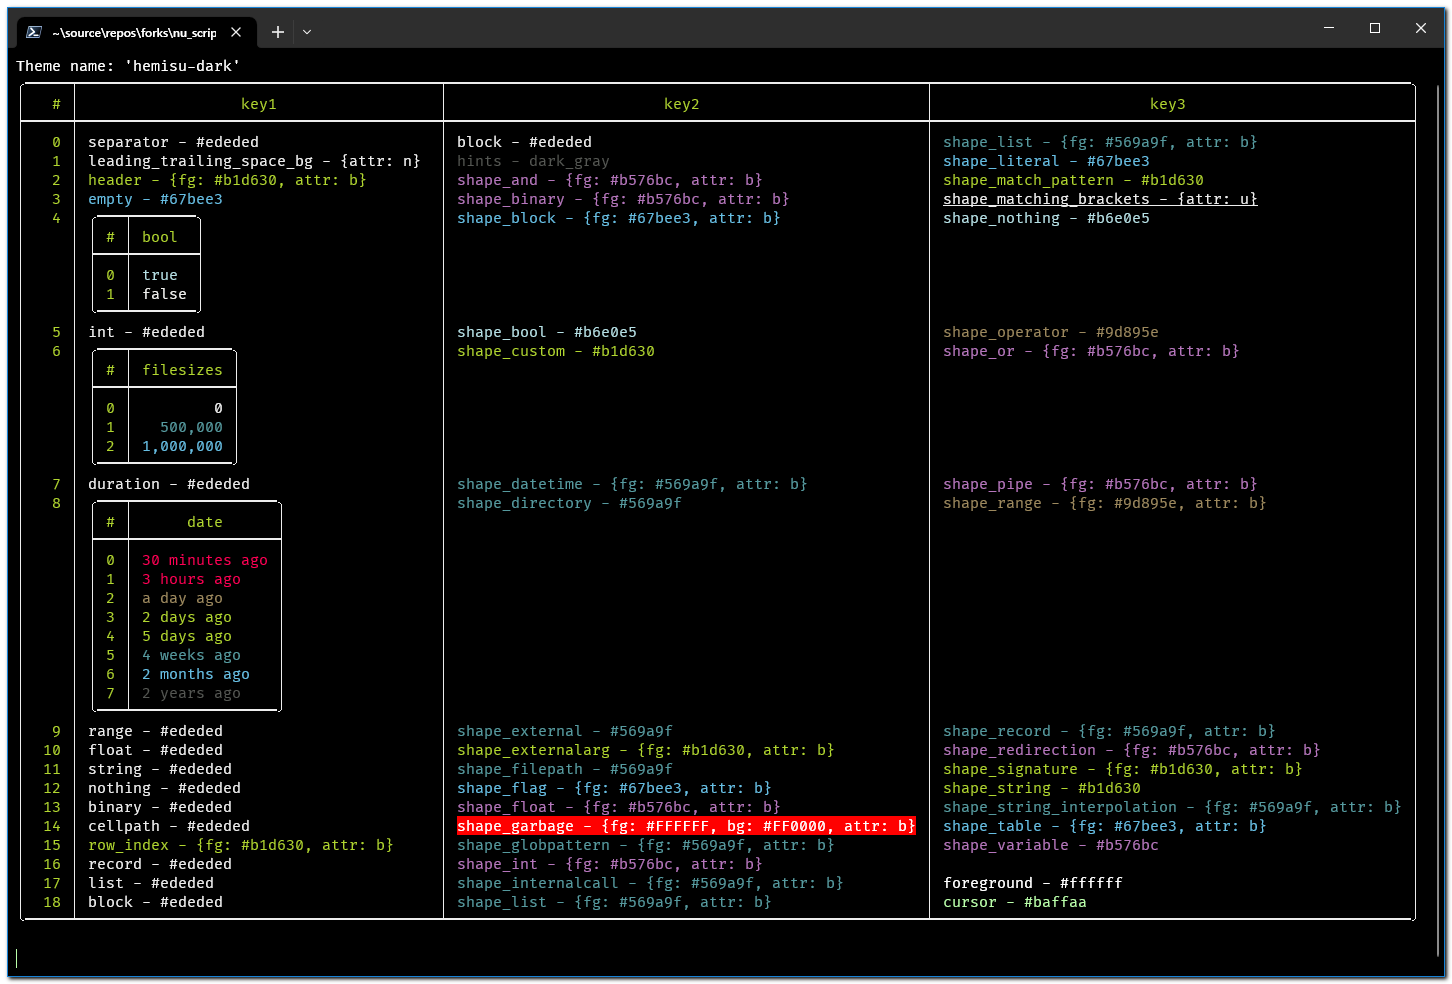 ~\source\repos\forks\nu_scrip
Theme name: 'hemisu-dark'
# key1 key2 key3
0 separator - #ededed block - #ededed shape_list - {fg: #569a9f, attr: b}
1 leading_trailing_space_bg - {attr: n} hints - dark_gray shape_literal - #67bee3
2 header - {fg: #b1d630, attr: b} shape_and - {fg: #b576bc, attr: b} shape_match_pattern - #b1d630
3 empty - #67bee3 shape_binary - {fg: #b576bc, attr: b} shape_matching_brackets - {attr: u}
4 shape_block - {fg: #67bee3, attr: b} shape_nothing - #b6e0e5
# bool
0 true
1 false
5 int - #ededed shape_bool - #b6e0e5 shape_operator - #9d895e
6 shape_custom - #b1d630 shape_or - {fg: #b576bc, attr: b}
# filesizes
0 0
1 500,000
2 1,000,000
7 duration - #ededed shape_datetime - {fg: #569a9f, attr: b} shape_pipe - {fg: #b576bc, attr: b}
8 shape_directory - #569a9f shape_range - {fg: #9d895e, attr: b}
# date
0 30 minutes ago
1 3 hours ago
2 a day ago
3 2 days ago
4 5 days ago
5 4 weeks ago
6 2 months ago
7 2 years ago
9 range - #ededed shape_external - #569a9f shape_record - {fg: #569a9f, attr: b}
10 float - #ededed shape_externalarg - {fg: #b1d630, attr: b} shape_redirection - {fg: #b576bc, attr: b}
11 string - #ededed shape_filepath - #569a9f shape_signature - {fg: #b1d630, attr: b}
12 nothing - #ededed shape_flag - {fg: #67bee3, attr: b} shape_string - #b1d630
13 binary - #ededed shape_float - {fg: #b576bc, attr: b} shape_string_interpolation - {fg: #569a9f, attr: b}
14 cellpath - #ededed shape_garbage - {fg: #FFFFFF, bg: #FF0000, attr: b} shape_table - {fg: #67bee3, attr: b}
15 row_index - {fg: #b1d630, attr: b} shape_globpattern - {fg: #569a9f, attr: b} shape_variable - #b576bc
16 record - #ededed shape_int - {fg: #b576bc, attr: b}
17 list - #ededed shape_internalcall - {fg: #569a9f, attr: b} foreground - #ffffff
18 block - #ededed shape_list - {fg: #569a9f, attr: b} cursor - #baffaa